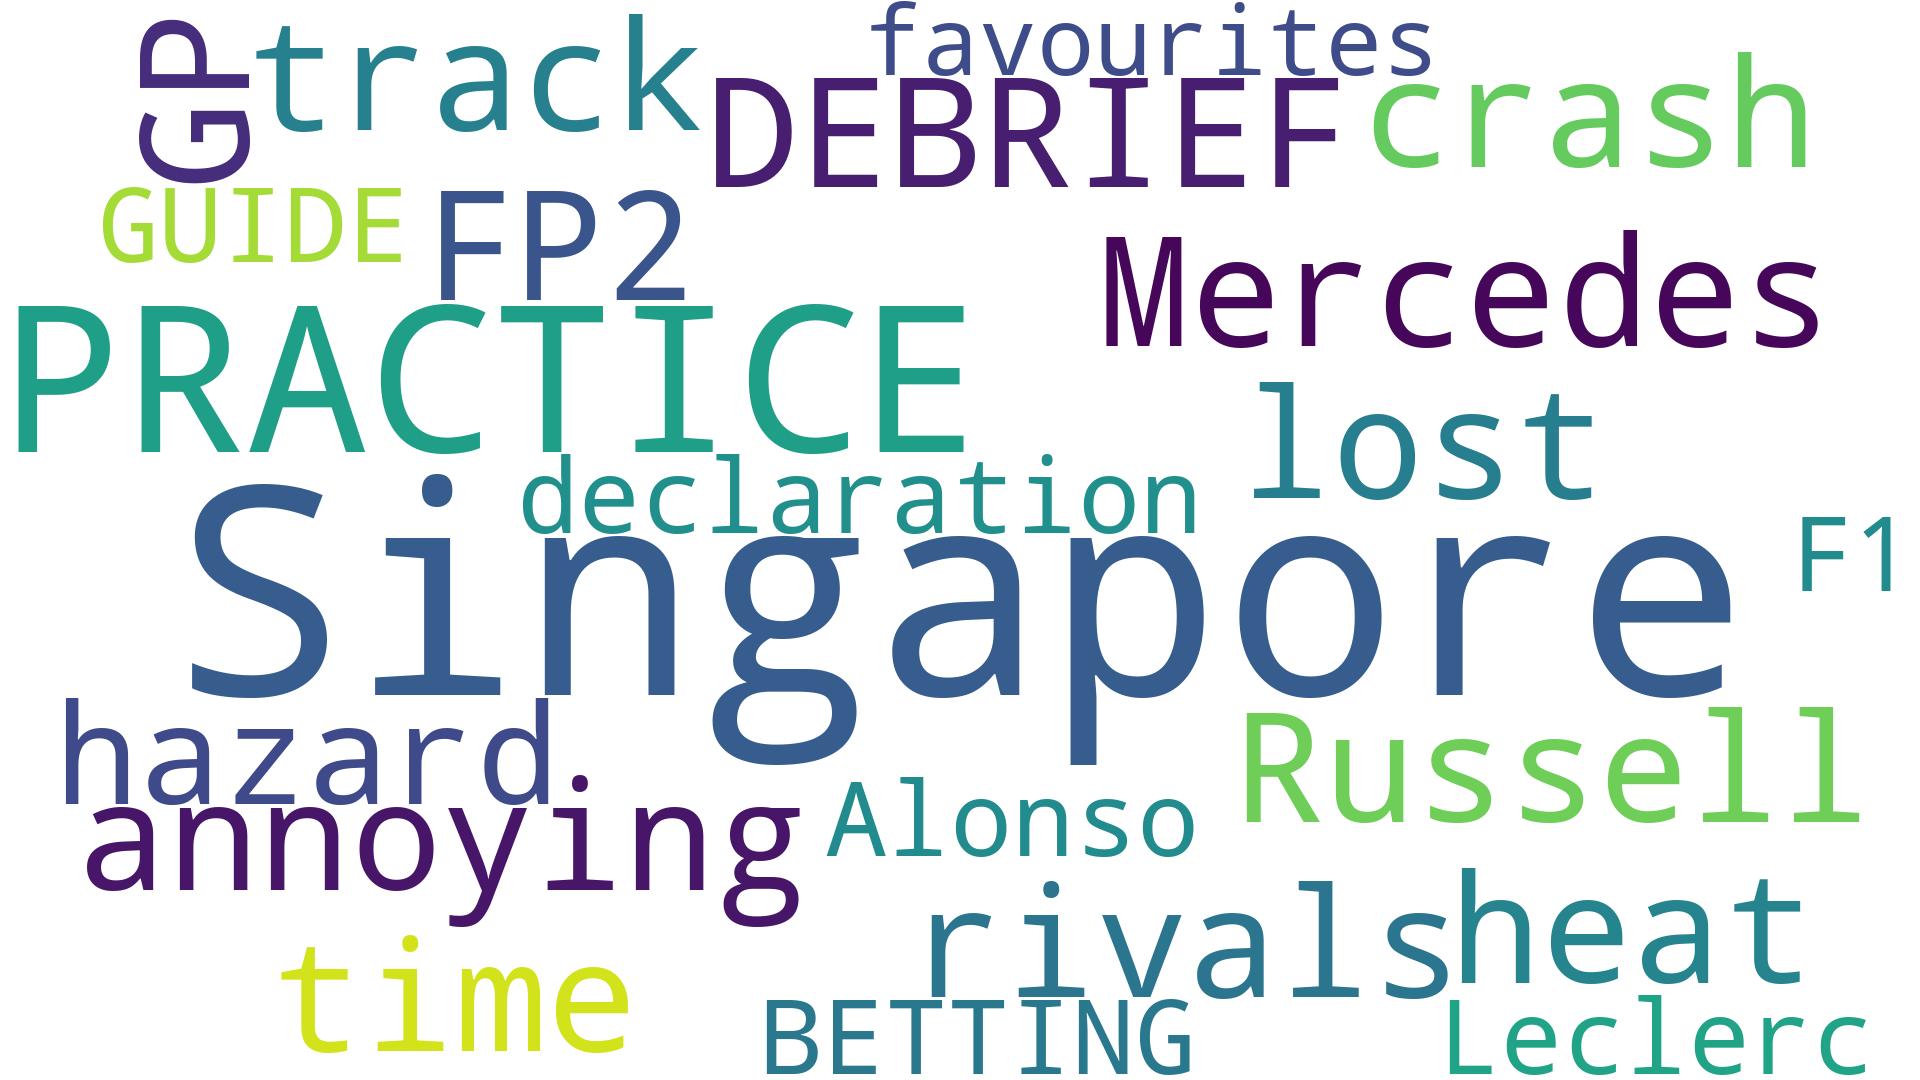 favourites
GP
track
DEBRIEF
crash
GUIDE
FP2
Mercedes
PRACTICE
lost
declaration
Singapore
F1
hazard
Russell
annoying
Alonso
rivals
heat
time
BETTING
Leclerc